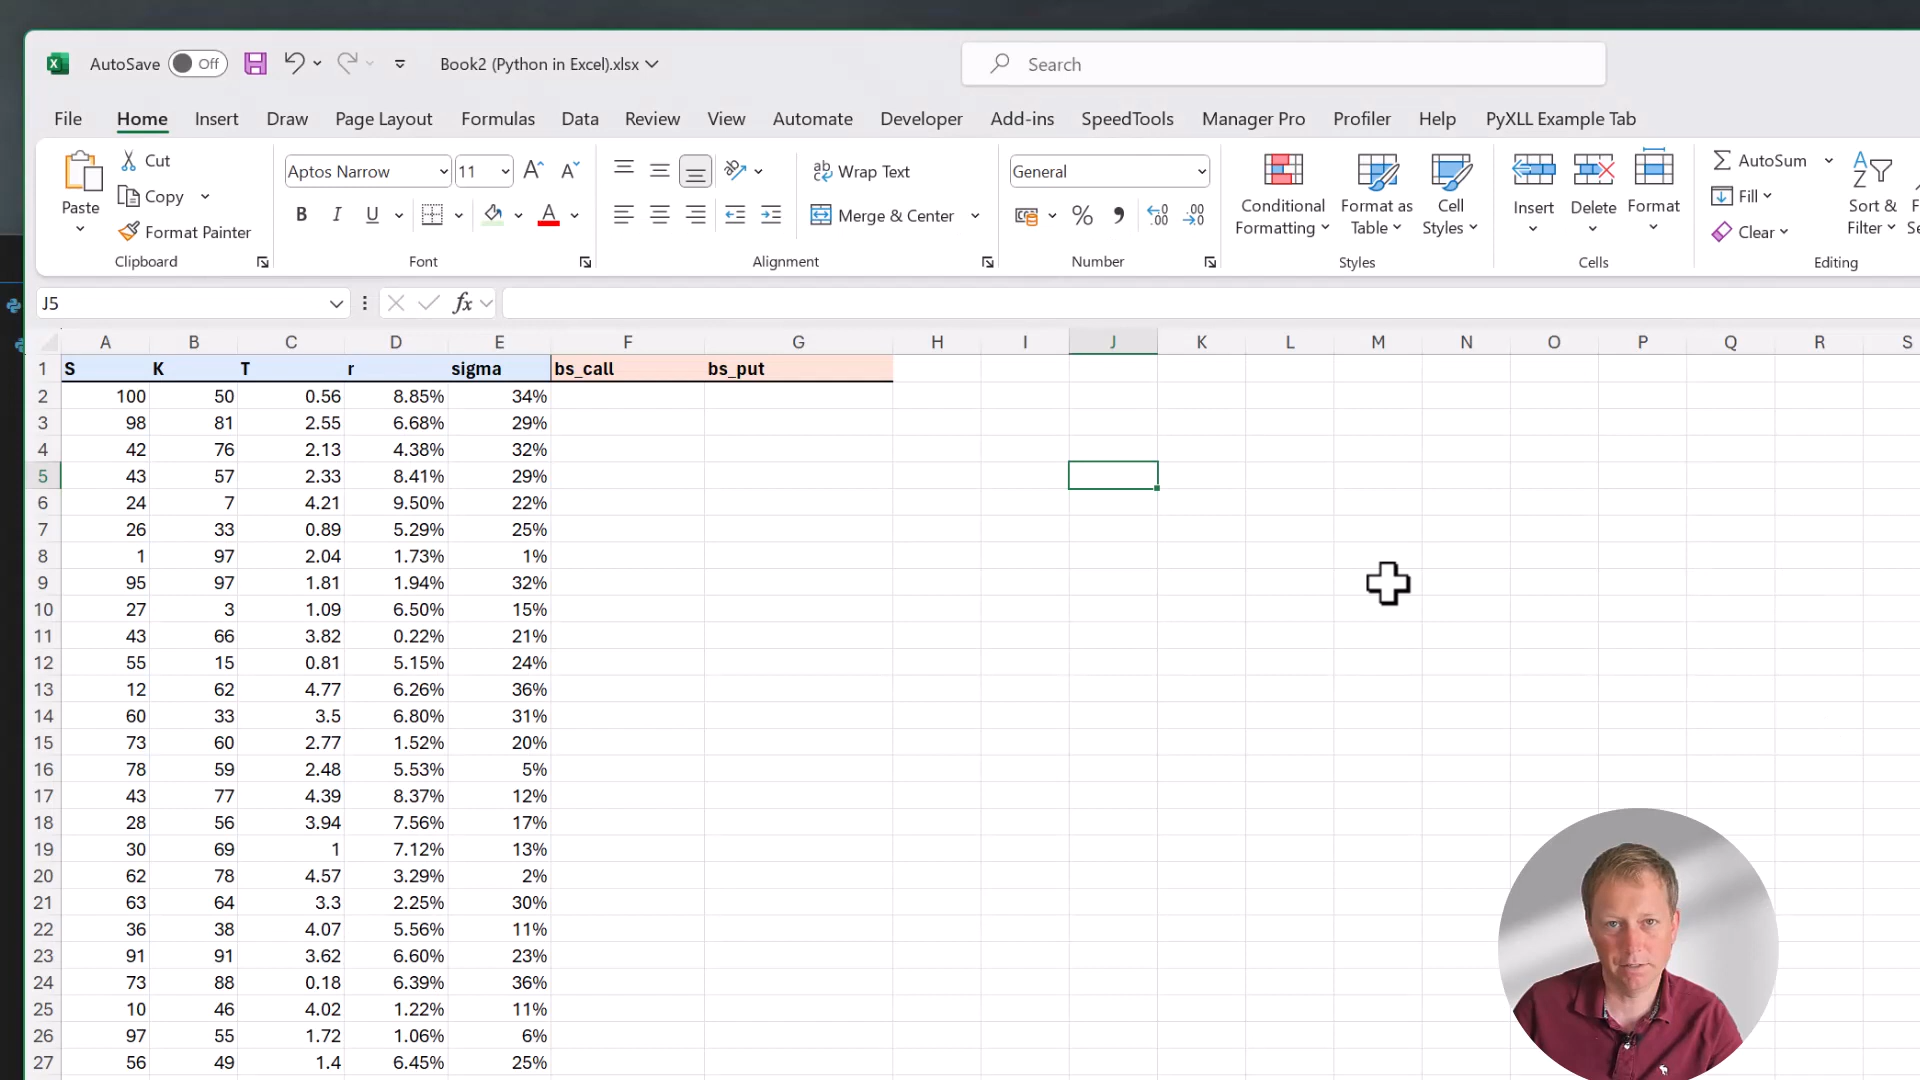 AutoSave Off Book2 (Python in Excel).xlsx Search
File Home Insert Draw Page Layout Formulas Data Review View Automate Developer Add-ins SpeedTools Manager Pro Profiler Help PyXLL Example Tab
Paste
Cut
Copy
Format Painter
Clipboard
Aptos Narrow 11
B I U
Font
Wrap Text
Merge & Center
Alignment
General
Number
Conditional
Formatting
Format as
Table
Cell
Styles
Styles
Insert Delete Format
Cells
AutoSum
Fill
Clear
Sort &
Filter
Editing
J5
fx
A B C D E F G H I J K L M N O P Q R S
1 S K T r sigma bs_call bs_put
2 100 50 0.56 8.85% 34%
3 98 81 2.55 6.68% 29%
4 42 76 2.13 4.38% 32%
5 43 57 2.33 8.41% 29%
6 24 7 4.21 9.50% 22%
7 26 33 0.89 5.29% 25%
8 1 97 2.04 1.73% 1%
9 95 97 1.81 1.94% 32%
10 27 3 1.09 6.50% 15%
11 43 66 3.82 0.22% 21%
12 55 15 0.81 5.15% 24%
13 12 62 4.77 6.26% 36%
14 60 33 3.5 6.80% 31%
15 73 60 2.77 1.52% 20%
16 78 59 2.48 5.53% 5%
17 43 77 4.39 8.37% 12%
18 28 56 3.94 7.56% 17%
19 30 69 1 7.12% 13%
20 62 78 4.57 3.29% 2%
21 63 64 3.3 2.25% 30%
22 36 38 4.07 5.56% 11%
23 91 91 3.62 6.60% 23%
24 73 88 0.18 6.39% 36%
25 10 46 4.02 1.22% 11%
26 97 55 1.72 1.06% 6%
27 56 49 1.4 6.45% 25%